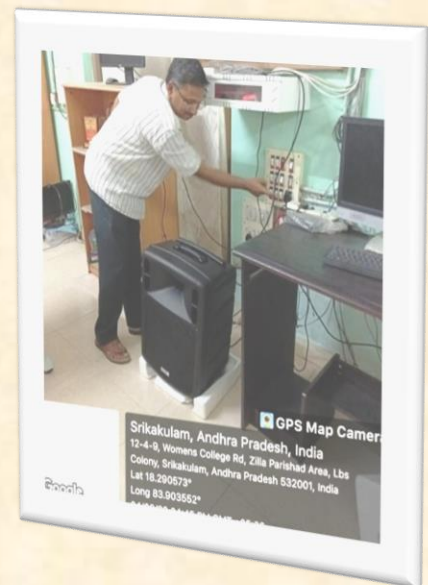 GPS Map Camera
Srikakulam, Andhra Pradesh, India
12-4-9, Womens College Rd, Zilla Parishad Area, Lbs
Colony, Srikakulam, Andhra Pradesh 532001, India
Lat 18.290573°
Long 83.903552°
Google